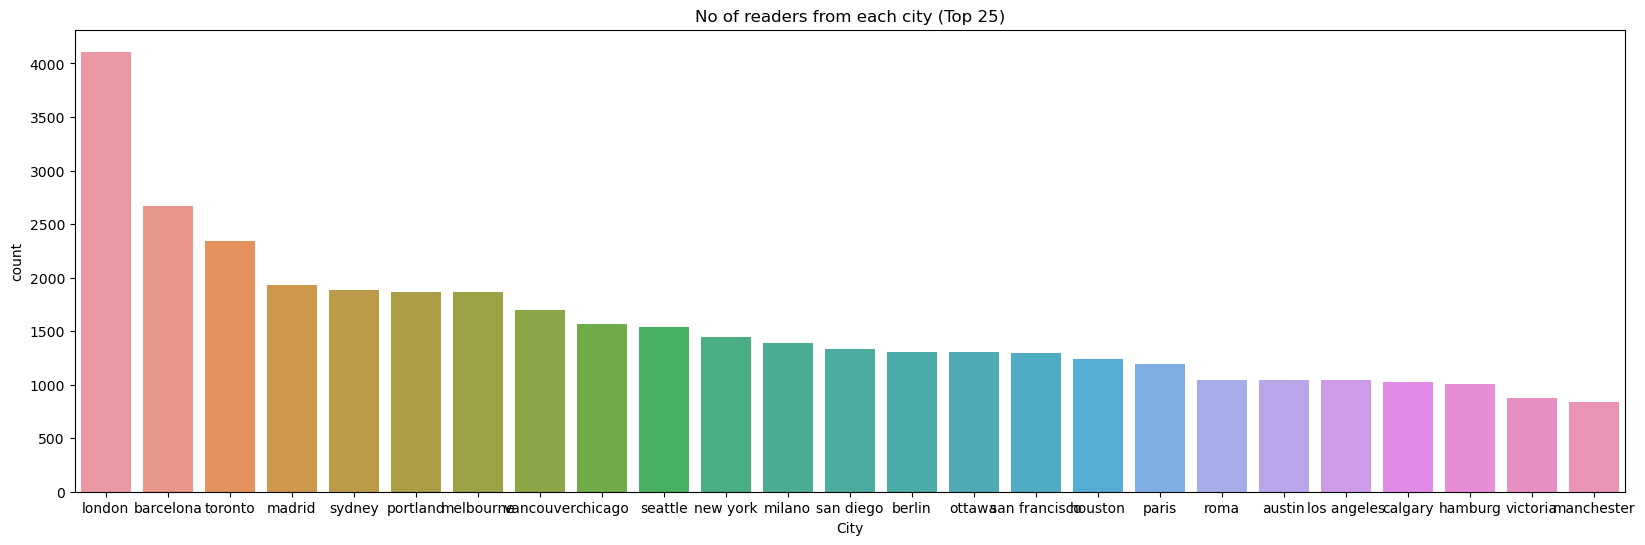 No of readers from each city (Top 25)
count
4000
3500
3000
2500
2000
1500
1000
500
0
london barcelona toronto madrid sydney portland melbourne vancouver chicago seattle new york milano san diego berlin ottawa san francisco houston paris roma austin los angeles calgary hamburg victoria manchester
City